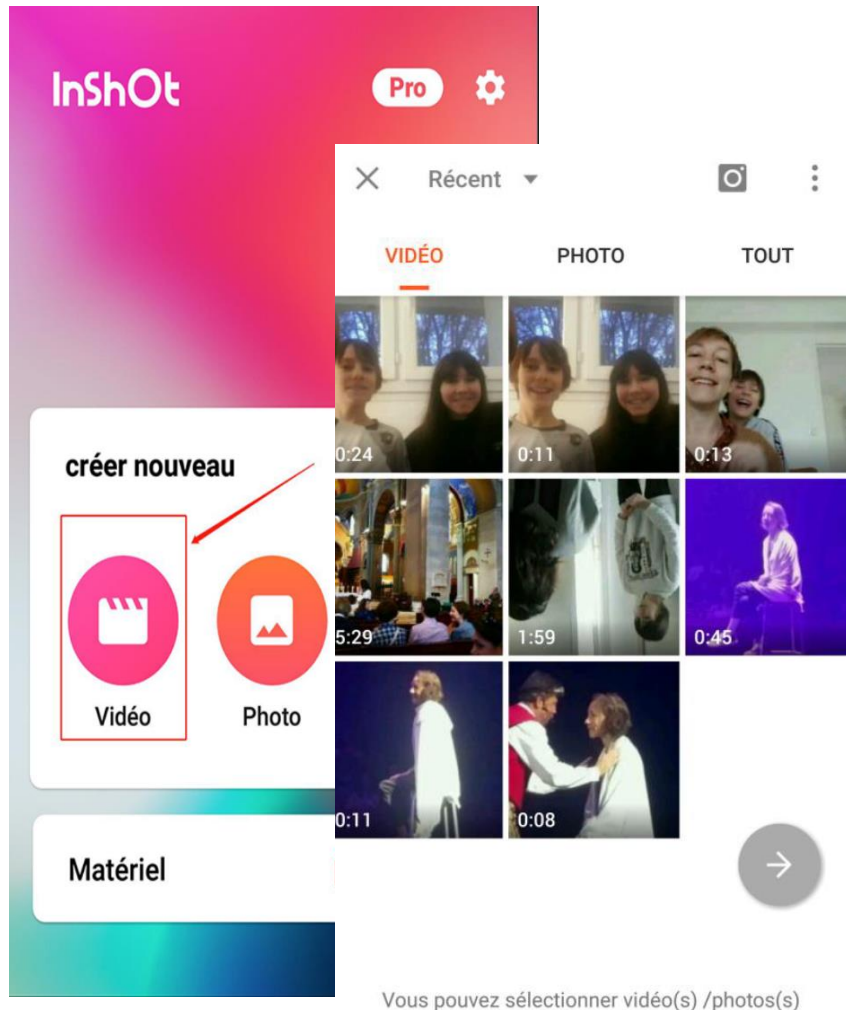 InShOt
Pro
créer nouveau
Vidéo
Photo
Matériel
Récent
VIDÉO
PHOTO
TOUT
0:24
0:11
0:13
5:29
1:59
0:45
0:11
0:08
Vous pouvez sélectionner vidéo(s) /photos(s)